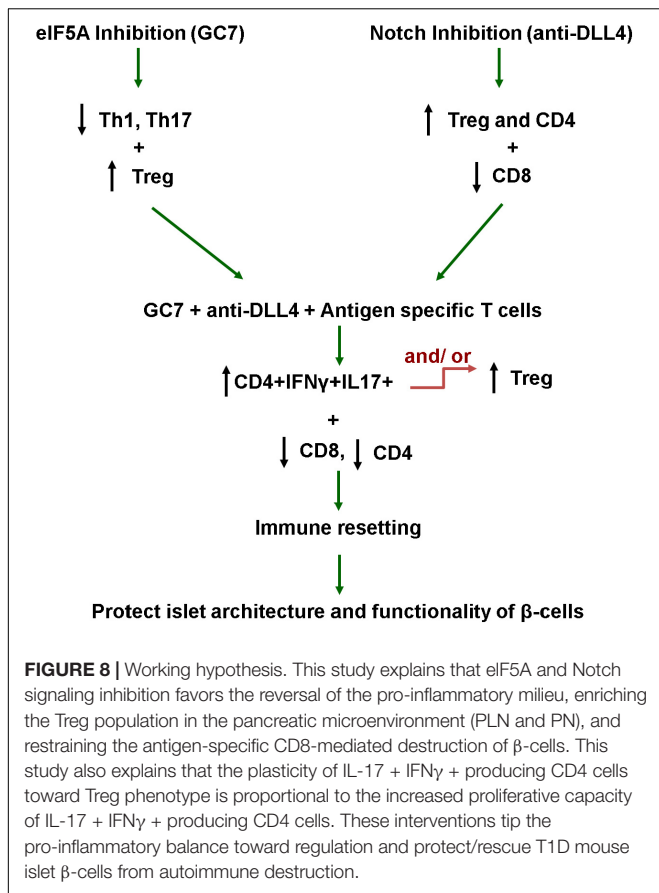 eIF5A Inhibition (GC7) Notch Inhibition (anti-DLL4)
↓ Th1, Th17 ↑ Treg and CD4
+ +
↑ Treg ↓ CD8
GC7 + anti-DLL4 + Antigen specific T cells
and/ or
↑CD4+IFNγ+IL17+ ↑ Treg
+
↓ CD8, ↓ CD4
Immune resetting
Protect islet architecture and functionality of β-cells
FIGURE 8 | Working hypothesis. This study explains that eIF5A and Notch
signaling inhibition favors the reversal of the pro-inflammatory milieu, enriching
the Treg population in the pancreatic microenvironment (PLN and PN), and
restraining the antigen-specific CD8-mediated destruction of β-cells. This
study also explains that the plasticity of IL-17 + IFNγ + producing CD4 cells
toward Treg phenotype is proportional to the increased proliferative capacity
of IL-17 + IFNγ + producing CD4 cells. These interventions tip the
pro-inflammatory balance toward regulation and protect/rescue T1D mouse
islet β-cells from autoimmune destruction.